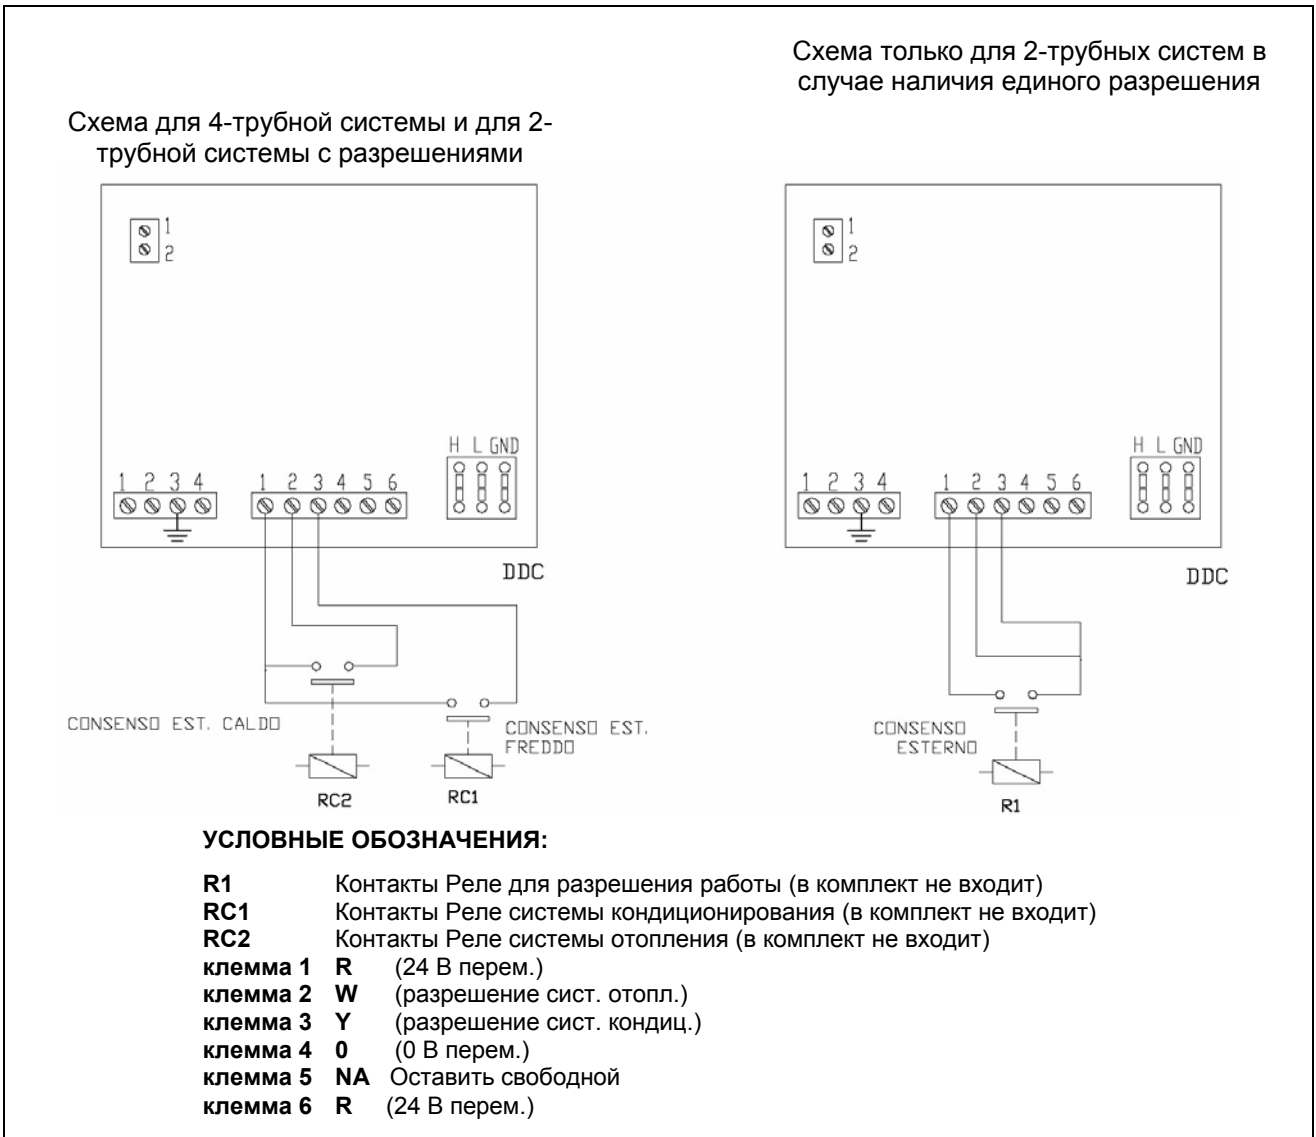 Схема только для 2-трубных систем в
случае наличия единого разрешения
Схема для 4-трубной системы и для 2-
трубной системы с разрешениями
1
2
H L GND
1 2 3 4
1 2 3 4 5 6
DDC
CONSENSO EST. CALDO
CONSENSO EST.
FREDDO
RC2
RC1
1
2
H L GND
1 2 3 4
1 2 3 4 5 6
DDC
CONSENSO
ESTERNO
R1
УСЛОВНЫЕ ОБОЗНАЧЕНИЯ:
R1 Контакты Реле для разрешения работы (в комплект не входит)
RC1 Контакты Реле системы кондиционирования (в комплект не входит)
RC2 Контакты Реле системы отопления (в комплект не входит)
клемма 1 R (24 В перем.)
клемма 2 W (разрешение сист. отопл.)
клемма 3 Y (разрешение сист. кондиц.)
клемма 4 0 (0 В перем.)
клемма 5 NA Оставить свободной
клемма 6 R (24 В перем.)